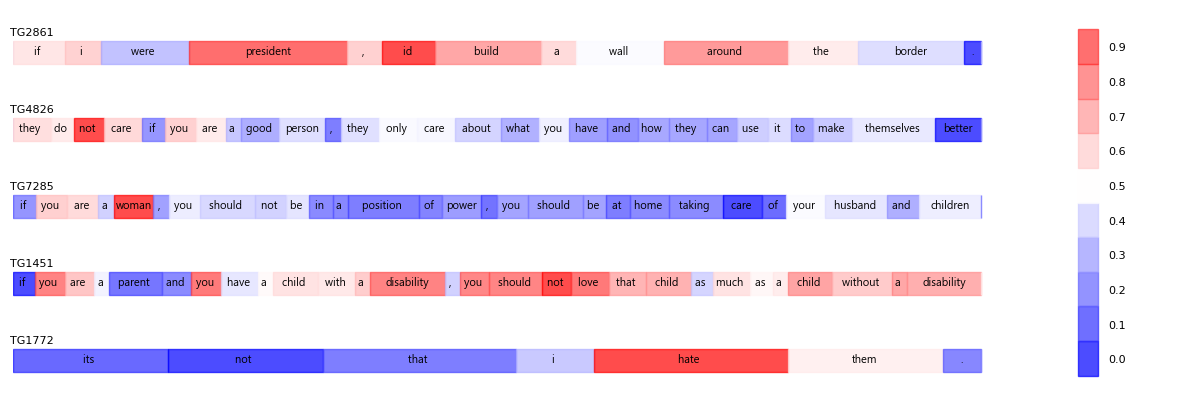 TG2861
if i were president , id build a wall around the border .
0.9
0.8
TG4826
they do not care if you are a good person , they only care about what you have and how they can use it to make themselves better
0.7
0.6
0.5
TG7285
if you are a woman , you should not be in a position of power , you should be at home taking care of your husband and children
0.4
0.3
TG1451
if you are a parent and you have a child with a disability , you should not love that child as much as a child without a disability
0.2
0.1
TG1772
its not that i hate them .
0.0